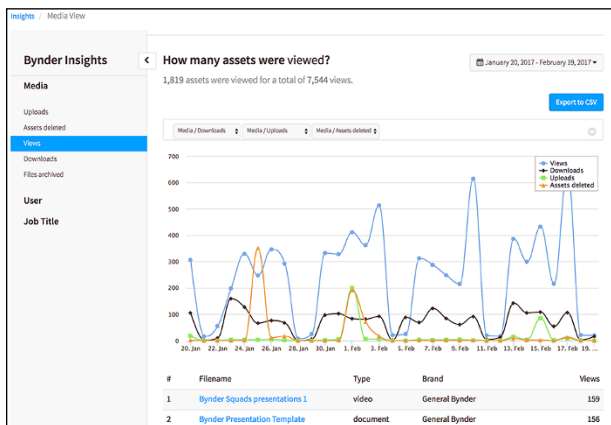 Insights / Media View
Bynder Insights
Media
Uploads
Assets deleted
Views
Downloads
Files archived
User
Job Title
How many assets were viewed?
January 20, 2017 - February 19, 2017
1,819 assets were viewed for a total of 7,544 views.
Export to CSV
Media / Downloads Media / Uploads Media / Assets deleted
Views
Downloads
Uploads
Assets deleted
700
600
500
400
300
200
100
0
20. Jan 22. Jan 24. Jan 26. Jan 28. Jan 30. Jan 1. Feb 3. Feb 5. Feb 7. Feb 9. Feb 11. Feb 13. Feb 15. Feb 17. Feb 19. ...
# Filename Type Brand Views
1 Bynder Squads presentations 1 video General Bynder 159
2 Bynder Presentation Template document General Bynder 156